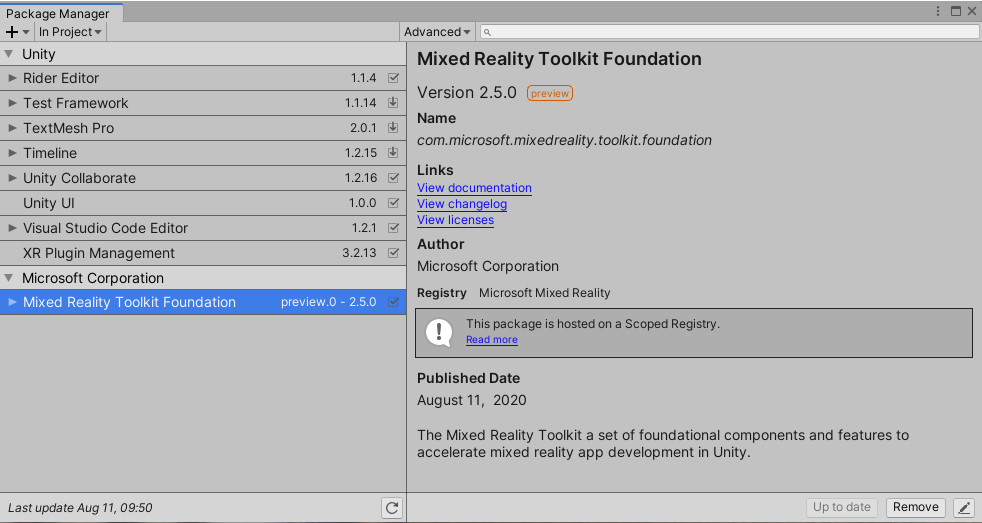 Package Manager
In Project
Advanced
Unity
Rider Editor 1.1.4
Test Framework 1.1.14
TextMesh Pro 2.0.1
Timeline 1.2.15
Unity Collaborate 1.2.16
Unity UI 1.0.0
Visual Studio Code Editor 1.2.1
XR Plugin Management 3.2.13
Microsoft Corporation
Mixed Reality Toolkit Foundation preview.0 - 2.5.0
Last update Aug 11, 09:50
Mixed Reality Toolkit Foundation
Version 2.5.0 preview
Name
com.microsoft.mixedreality.toolkit.foundation
Links
View documentation
View changelog
View licenses
Author
Microsoft Corporation
Registry Microsoft Mixed Reality
This package is hosted on a Scoped Registry.
Read more
Published Date
August 11, 2020
The Mixed Reality Toolkit a set of foundational components and features to
accelerate mixed reality app development in Unity.
Up to date Remove